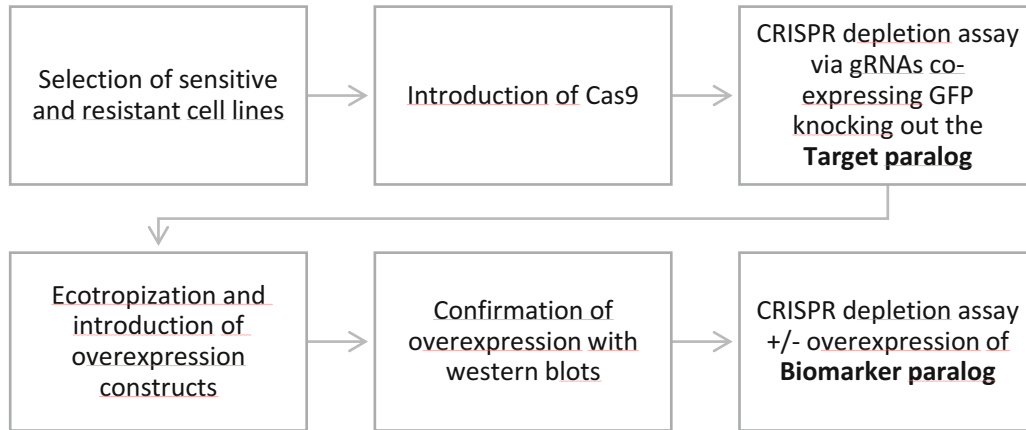 Selection of sensitive
and resistant cell lines
Introduction of Cas9
CRISPR depletion assay
via gRNAs co-
expressing GFP
knocking out the
Target paralog
Ecotropization and
introduction of
overexpression
constructs
Confirmation of
overexpression with
western blots
CRISPR depletion assay
+/- overexpression of
Biomarker paralog